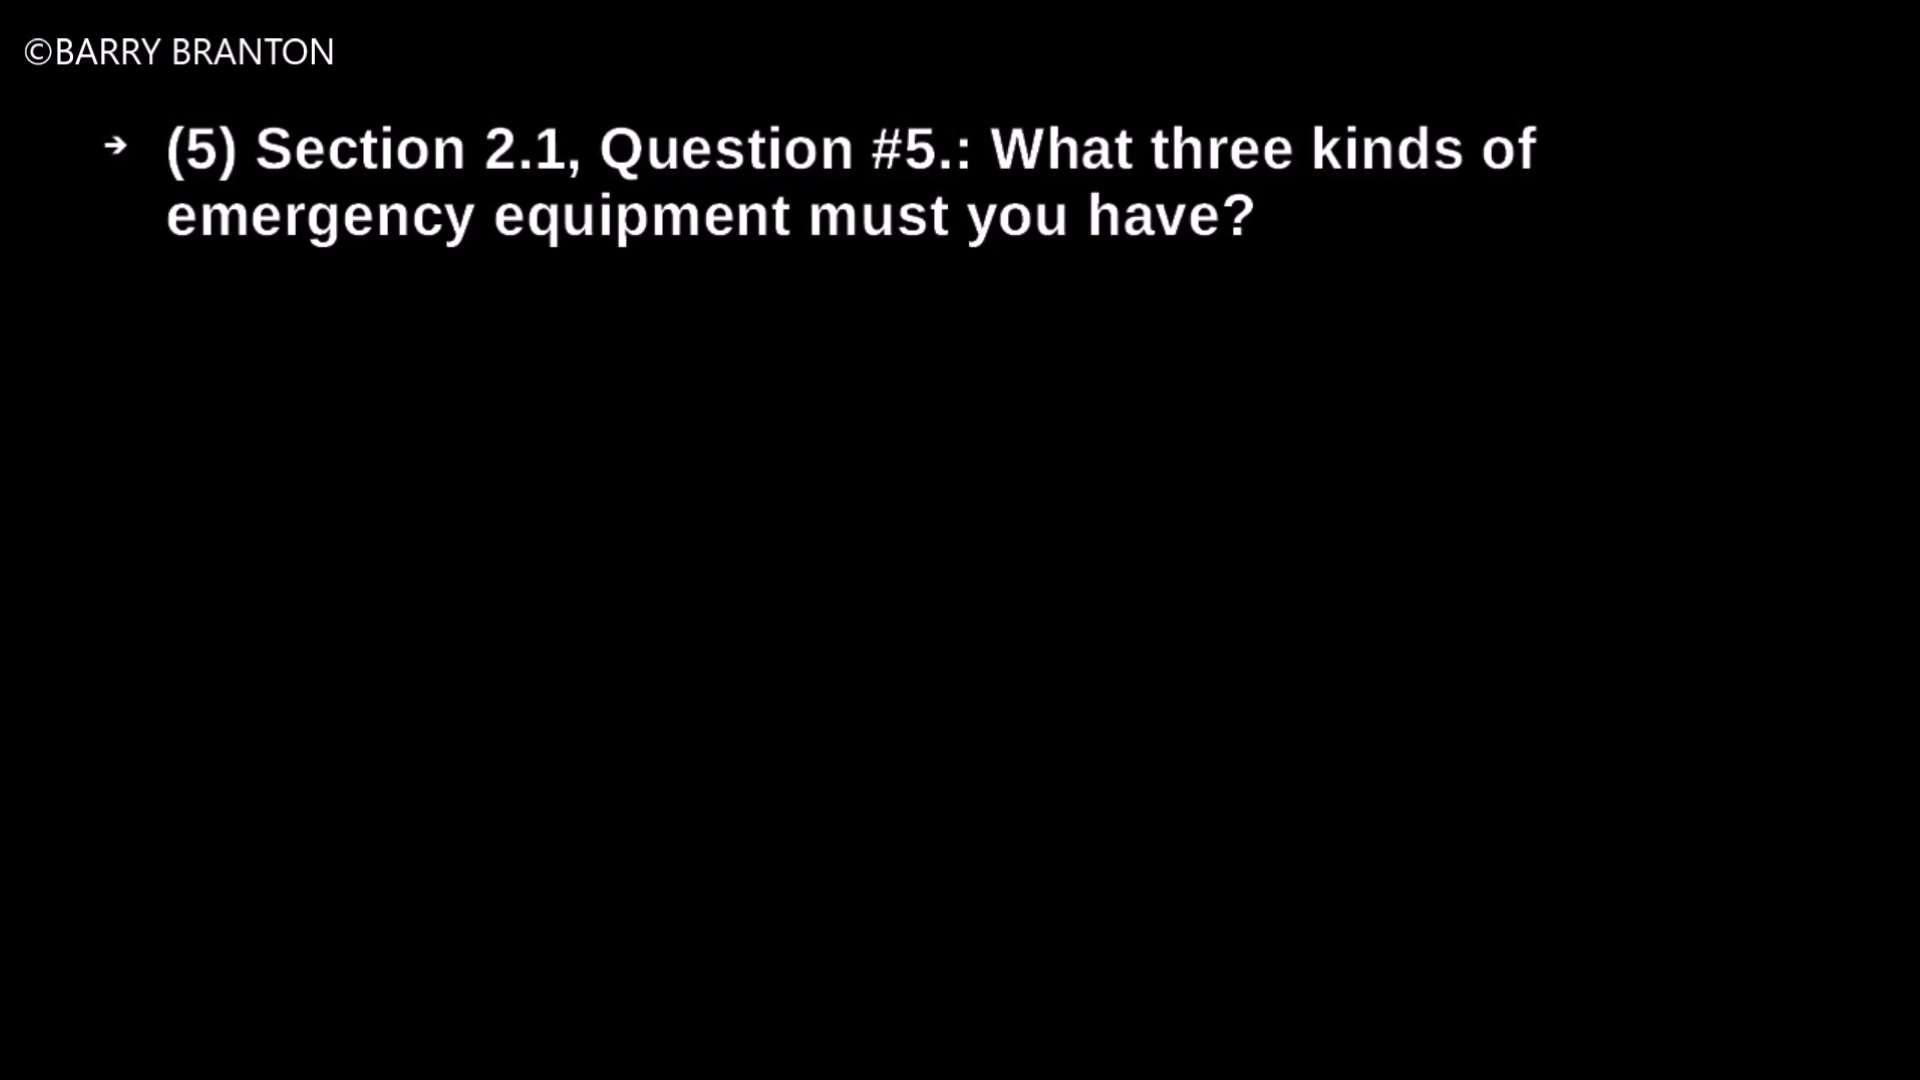 ©BARRY BRANTON
➔ (5) Section 2.1, Question #5.: What three kinds of
emergency equipment must you have?